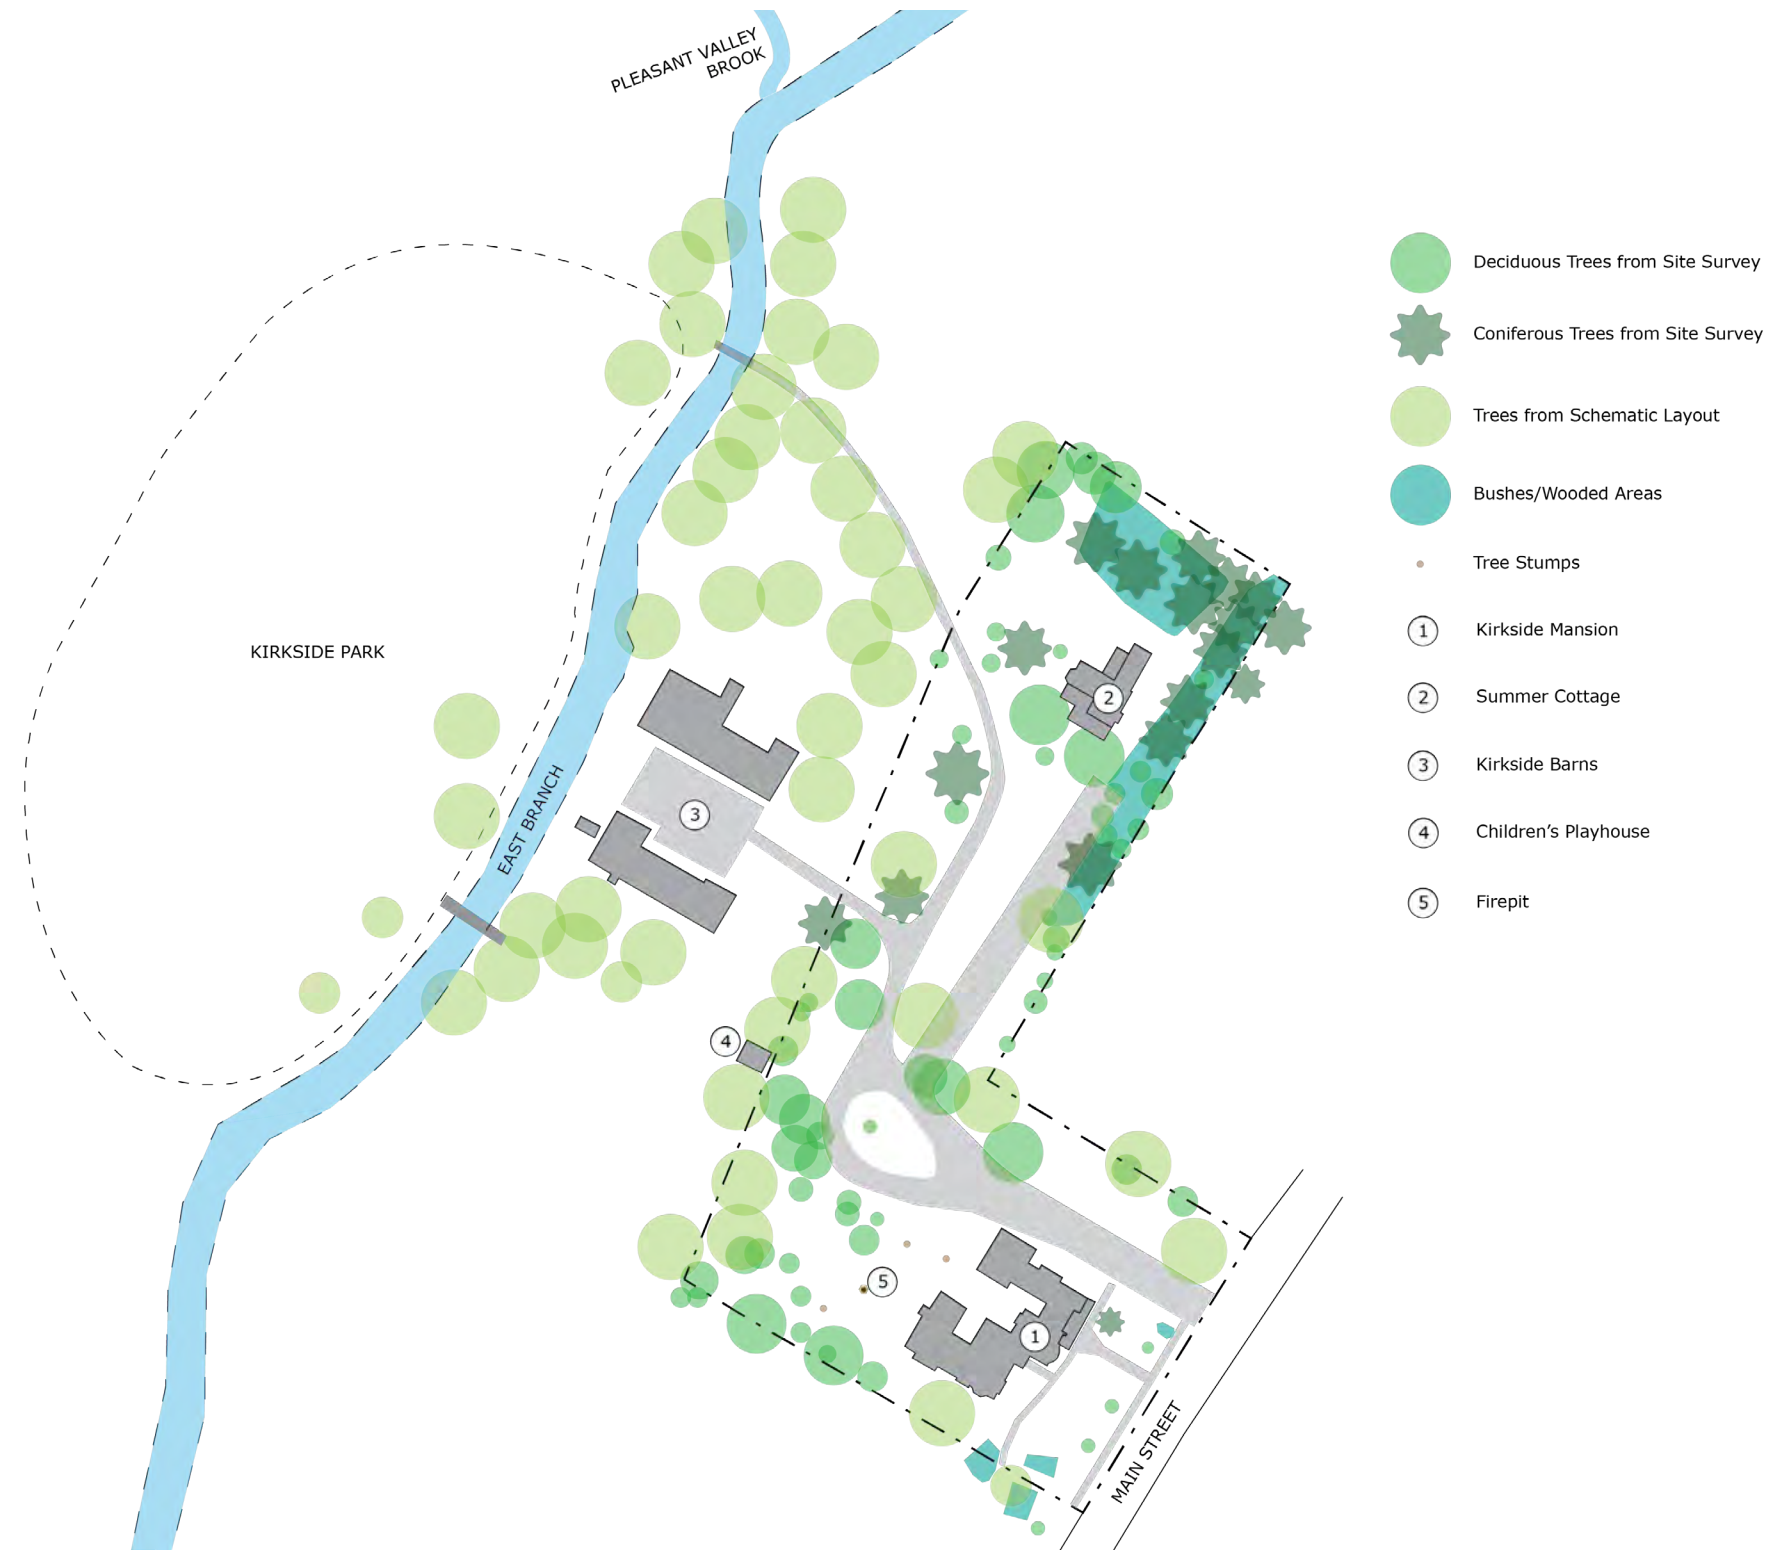 PLEASANT VALLEY
BROOK
KIRKSIDE PARK
EAST BRANCH
MAIN STREET
2
3
4
5
1
Deciduous Trees from Site Survey
Coniferous Trees from Site Survey
Trees from Schematic Layout
Bushes/Wooded Areas
Tree Stumps
1 Kirkside Mansion
2 Summer Cottage
3 Kirkside Barns
4 Children's Playhouse
5 Firepit